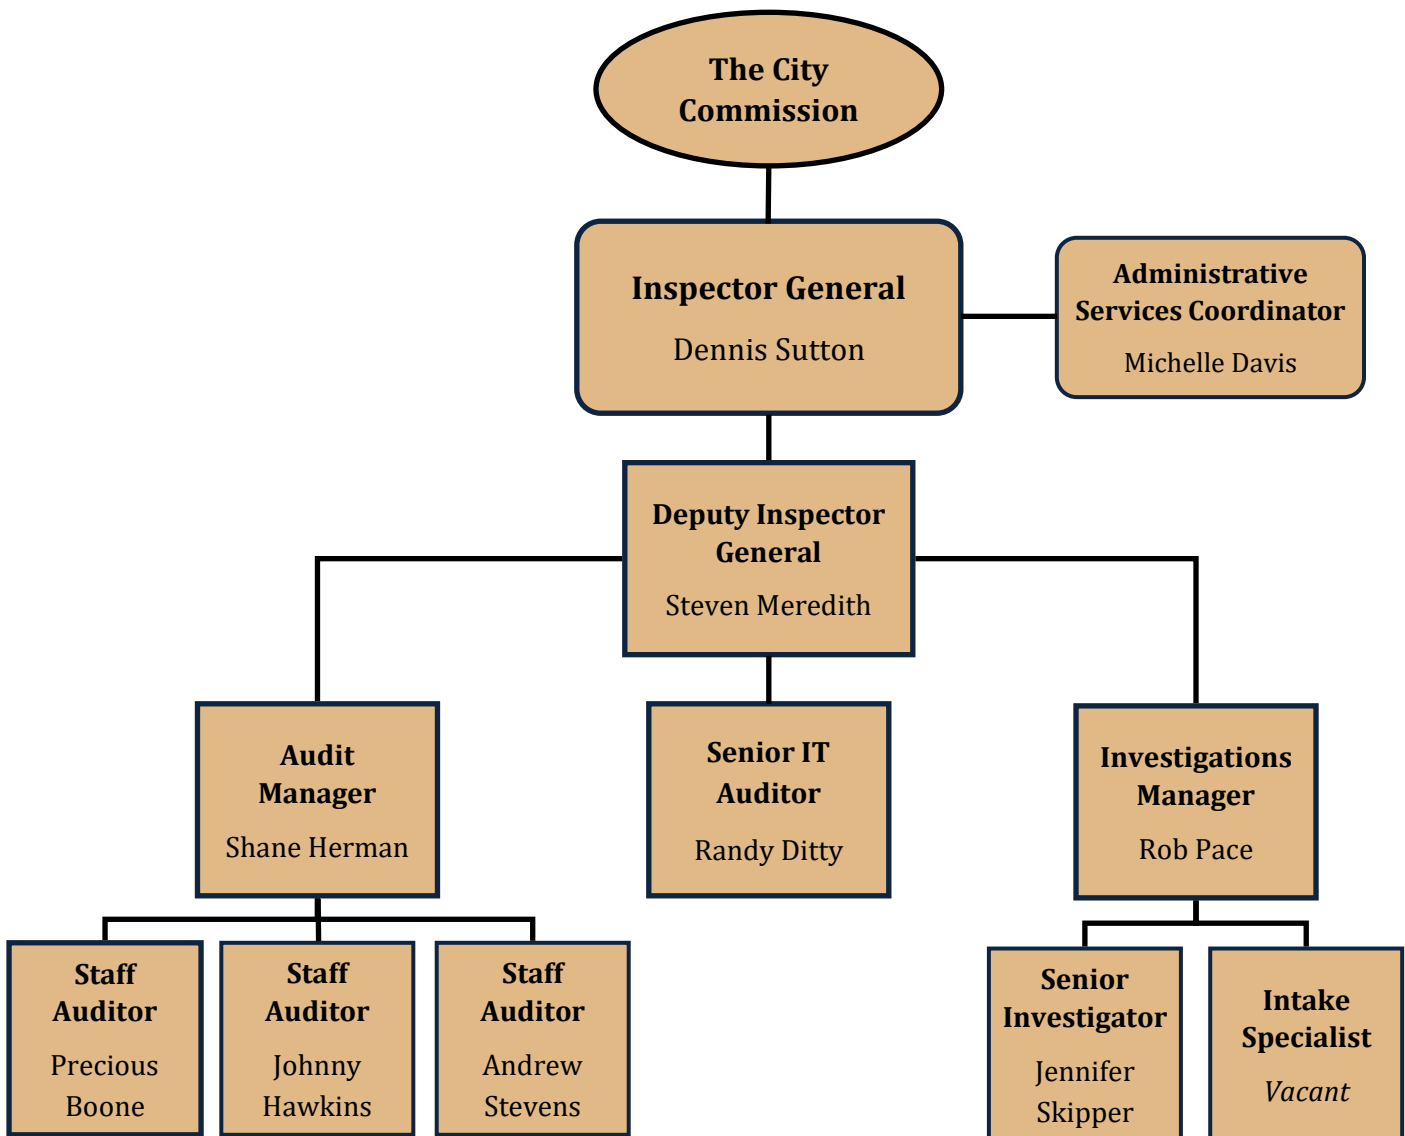 The City
Commission
Inspector General
Dennis Sutton
Administrative
Services Coordinator
Michelle Davis
Deputy Inspector
General
Steven Meredith
Audit
Manager
Shane Herman
Senior IT
Auditor
Randy Ditty
Investigations
Manager
Rob Pace
Staff
Auditor
Precious
Boone
Staff
Auditor
Johnny
Hawkins
Staff
Auditor
Andrew
Stevens
Senior
Investigator
Jennifer
Skipper
Intake
Specialist
Vacant